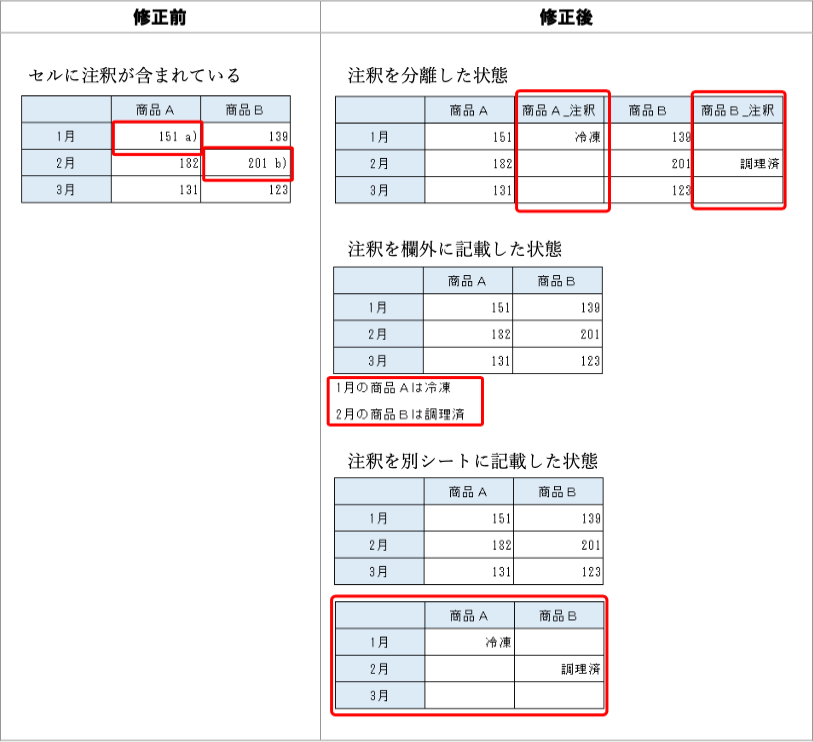 修正前 修正後
セルに注釈が含まれている
商品A 商品B
1月 151 a) 139
2月 182 201 b)
3月 131 123
注釈を分離した状態
商品A 商品A_注釈 商品B 商品B_注釈
1月 151 冷凍 139
2月 182 201 調理済
3月 131 123
注釈を欄外に記載した状態
商品A 商品B
1月 151 139
2月 182 201
3月 131 123
1月の商品Aは冷凍
2月の商品Bは調理済
注釈を別シートに記載した状態
商品A 商品B
1月 151 139
2月 182 201
3月 131 123
商品A 商品B
1月 冷凍
2月 調理済
3月